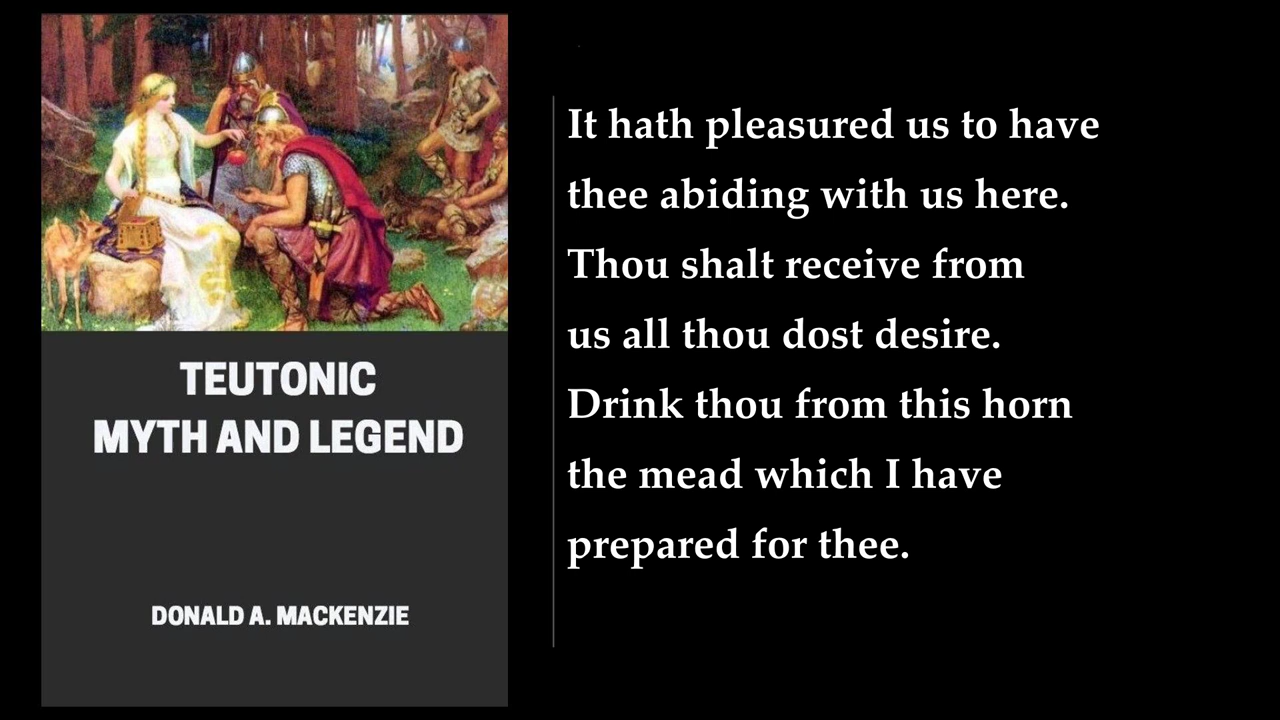 TEUTONIC
MYTH AND LEGEND
DONALD A. MACKENZIE
It hath pleasured us to have
thee abiding with us here.
Thou shalt receive from
us all thou dost desire.
Drink thou from this horn
the mead which I have
prepared for thee.